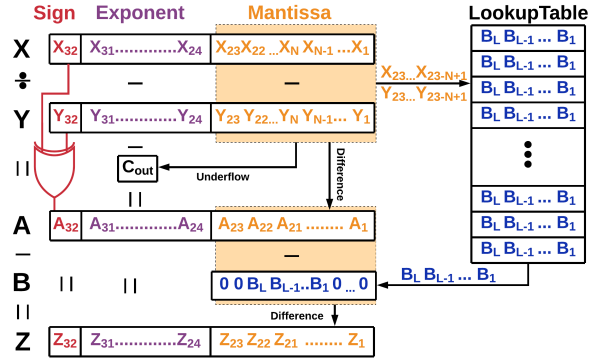 Sign Exponent Mantissa LookupTable
X X32 X31.............X24 X23X22 ...XN XN-1 ...X1
BL BL-1 ... B1
BL BL-1 ... B1
÷ − − X23...X23-N+1
Y23...Y23-N+1
BL BL-1 ... B1
Y Y32 Y31.............Y24 Y23 Y22...YN YN-1... Y1
BL BL-1 ... B1
= − Cout Underflow Difference
=
BL BL-1 ... B1
A A32 A31.............A24 A23 A22 A21 ........ A1
BL BL-1 ... B1
− −
BL BL-1 ... B1
B = = 0 0 BL BL-1..B1 0 ... 0 BL BL-1 ... B1
= Difference
Z Z32 Z31.............Z24 Z23 Z22 Z21 ........ Z1